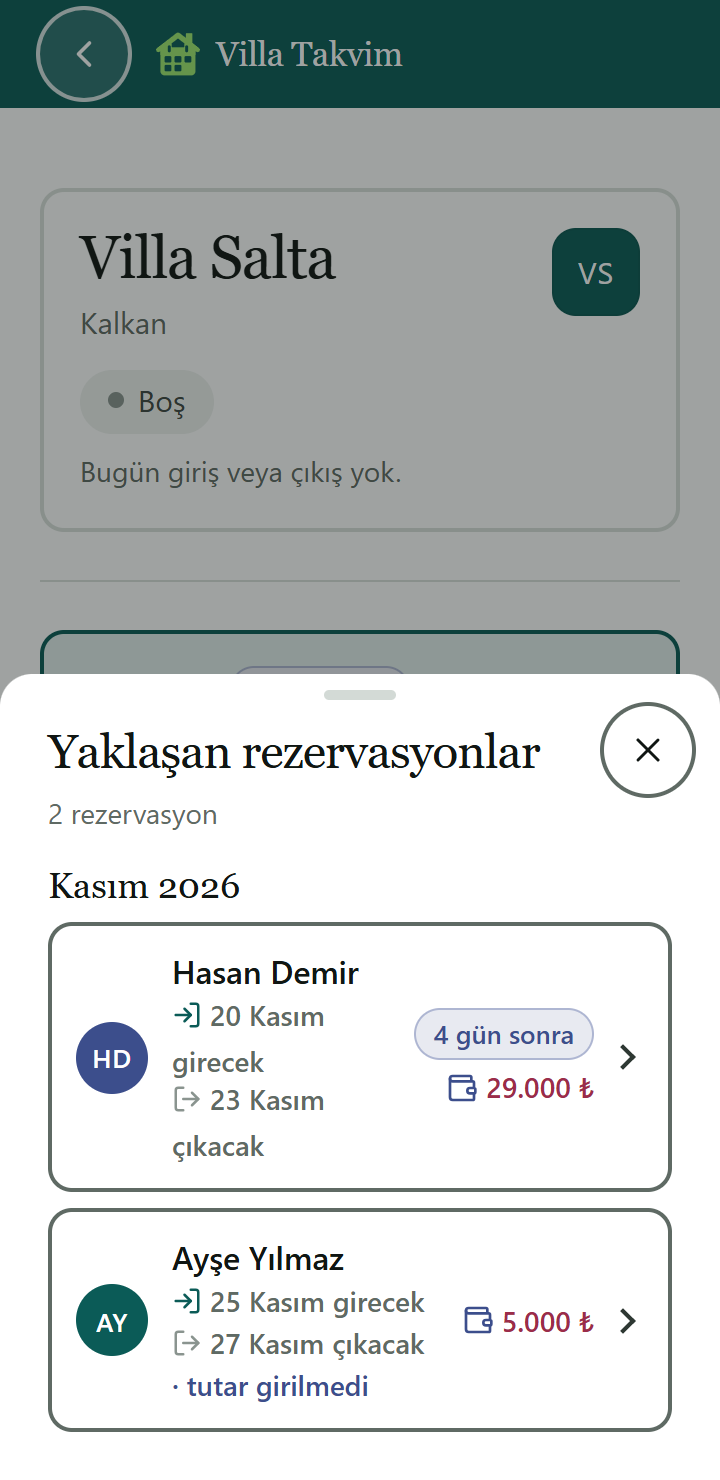 Villa Takvim
Villa Salta
VS
Kalkan
Boş
Bugün giriş veya çıkış yok.
Yaklaşan rezervasyonlar
2 rezervasyon
Kasım 2026
HD
Hasan Demir
20 Kasım
girecek
23 Kasım
çıkacak
4 gün sonra
29.000 ₺
AY
Ayşe Yılmaz
25 Kasım girecek
27 Kasım çıkacak
· tutar girilmedi
5.000 ₺